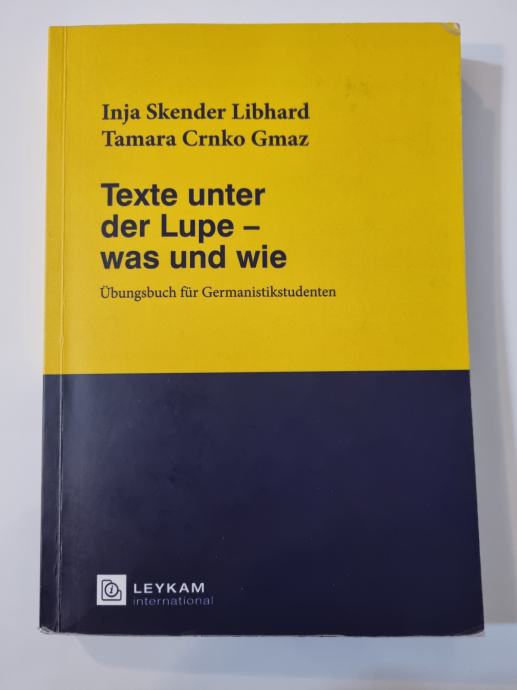 Inja Skender Libhard
Tamara Crnko Gmaz
Texte unter
der Lupe –
was und wie
Übungsbuch für Germanistikstudenten
LEYKAM
international